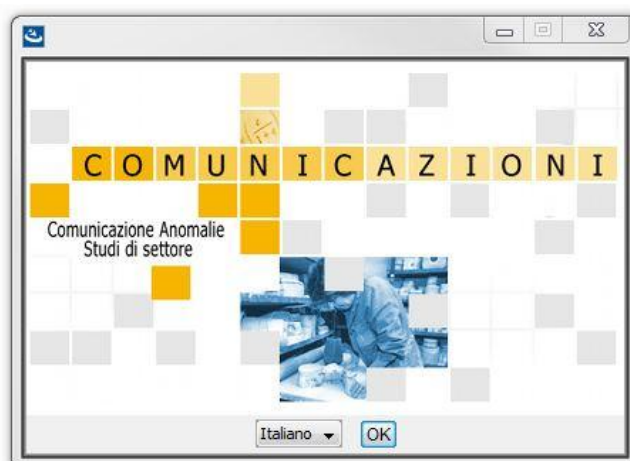 COMUNICAZIONI
Comunicazione Anomalie
Studi di settore
Italiano
OK